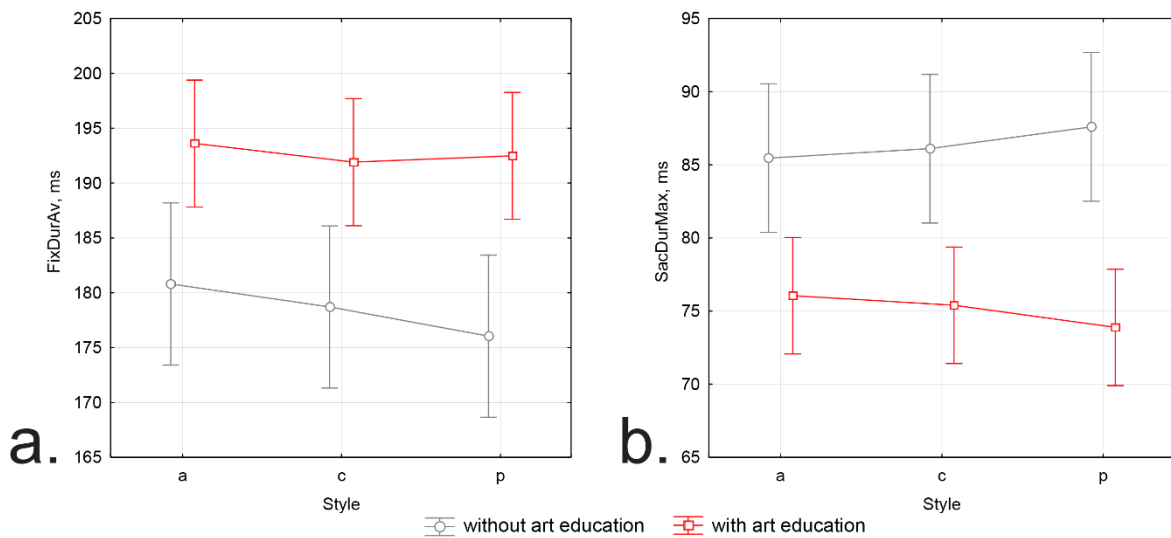 a.
FixDurAv, ms
205
200
195
190
185
180
175
170
165
a c p
Style
b.
SacDurMax, ms
95
90
85
80
75
70
65
a c p
Style
without art education with art education